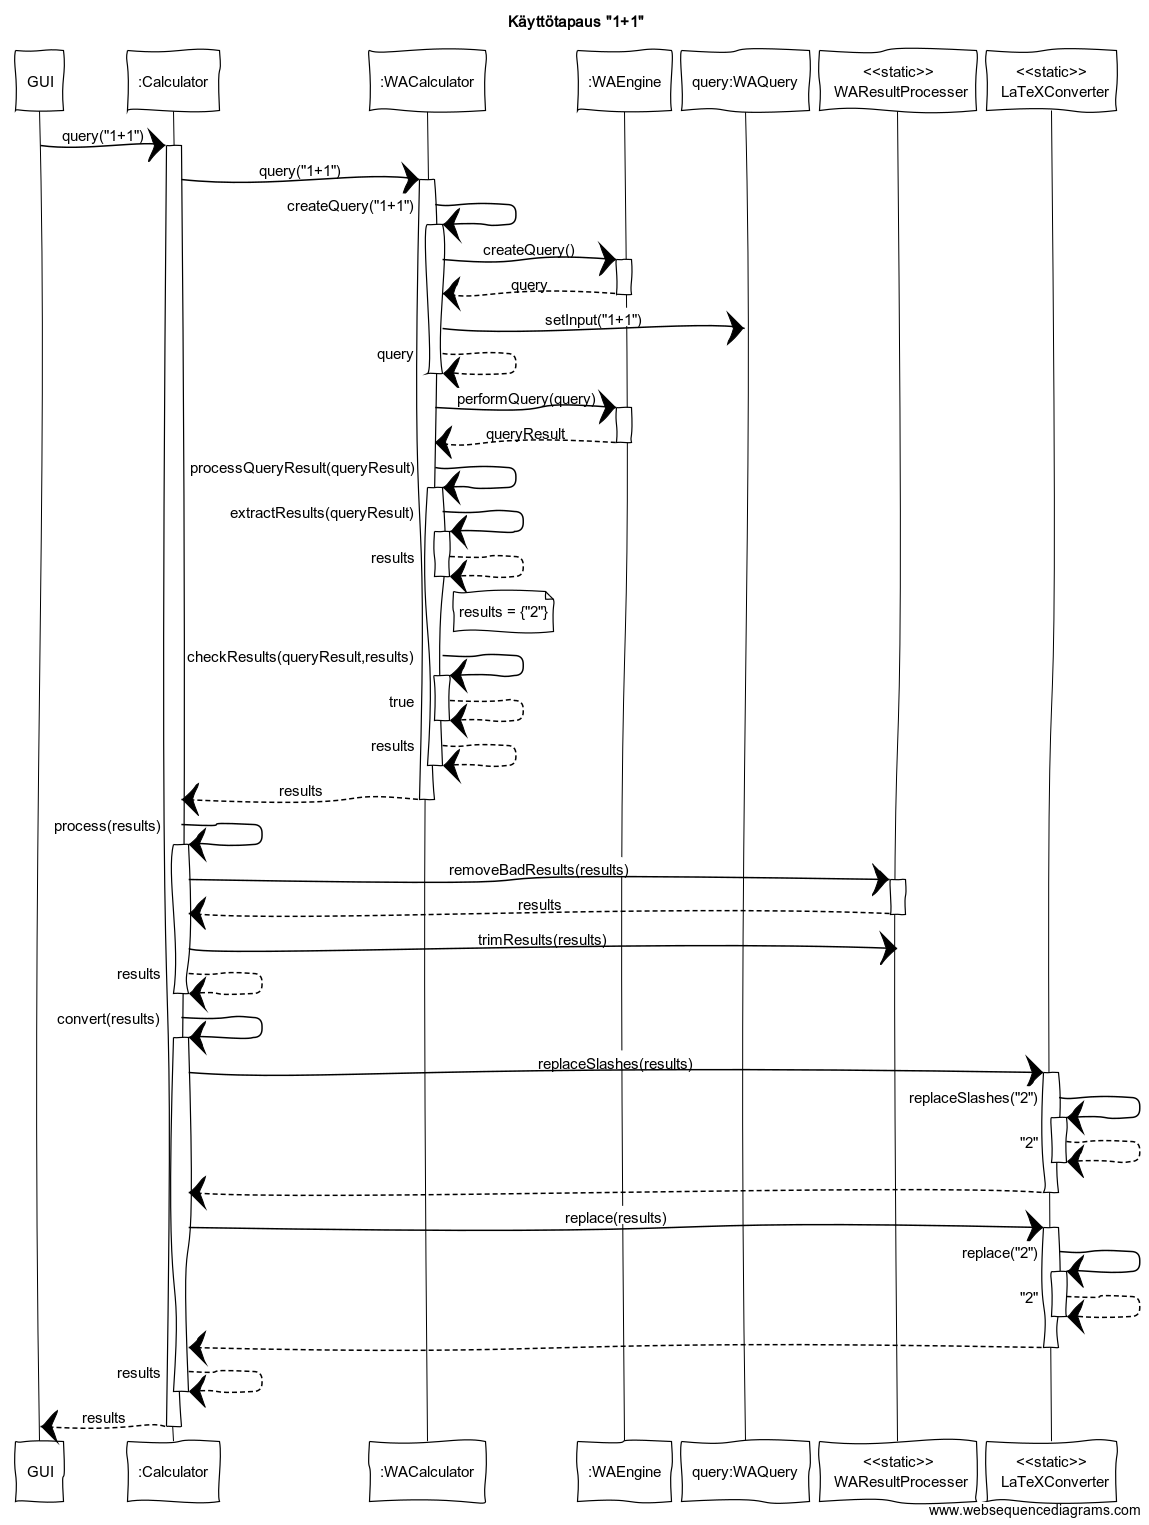 Käyttötapaus "1+1"
GUI
:Calculator
:WACalculator
:WAEngine
query:WAQuery
<<static>>
WAResultProcesser
<<static>>
LaTeXConverter
query("1+1")
query("1+1")
createQuery("1+1")
createQuery()
query
setInput("1+1")
query
performQuery(query)
queryResult
processQueryResult(queryResult)
extractResults(queryResult)
results
results = {"2"}
checkResults(queryResult,results)
true
results
results
process(results)
removeBadResults(results)
results
trimResults(results)
results
convert(results)
replaceSlashes(results)
replaceSlashes("2")
"2"
replace(results)
replace("2")
"2"
results
results
GUI
:Calculator
:WACalculator
:WAEngine
query:WAQuery
<<static>>
WAResultProcesser
<<static>>
LaTeXConverter
www.websequencediagrams.com